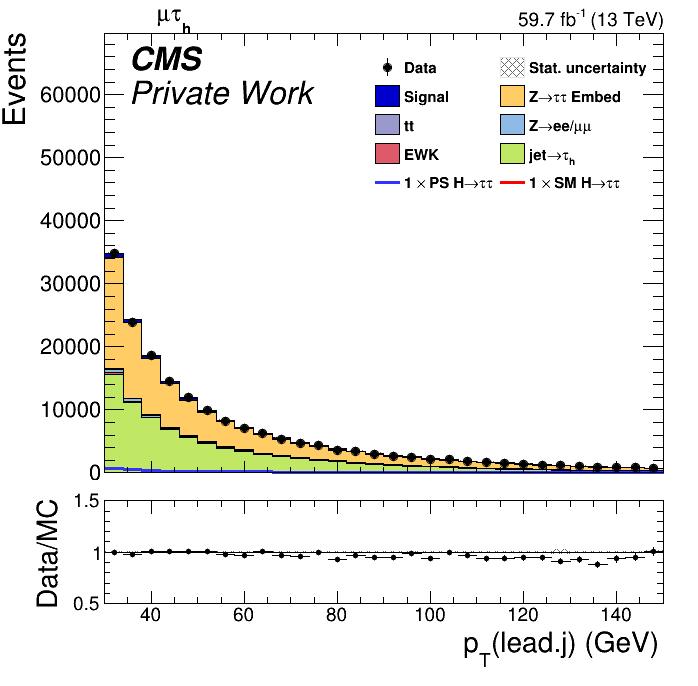 μτh
59.7 fb⁻¹ (13 TeV)
CMS
Private Work
Data
Stat. uncertainty
Signal
Z→ττ Embed
tt
Z→ee/μμ
EWK
jet→τh
1 × PS H→ττ
1 × SM H→ττ
Events
60000
50000
40000
30000
20000
10000
0
Data/MC
1.5
1
0.5
40 60 80 100 120 140
pT(lead.j) (GeV)